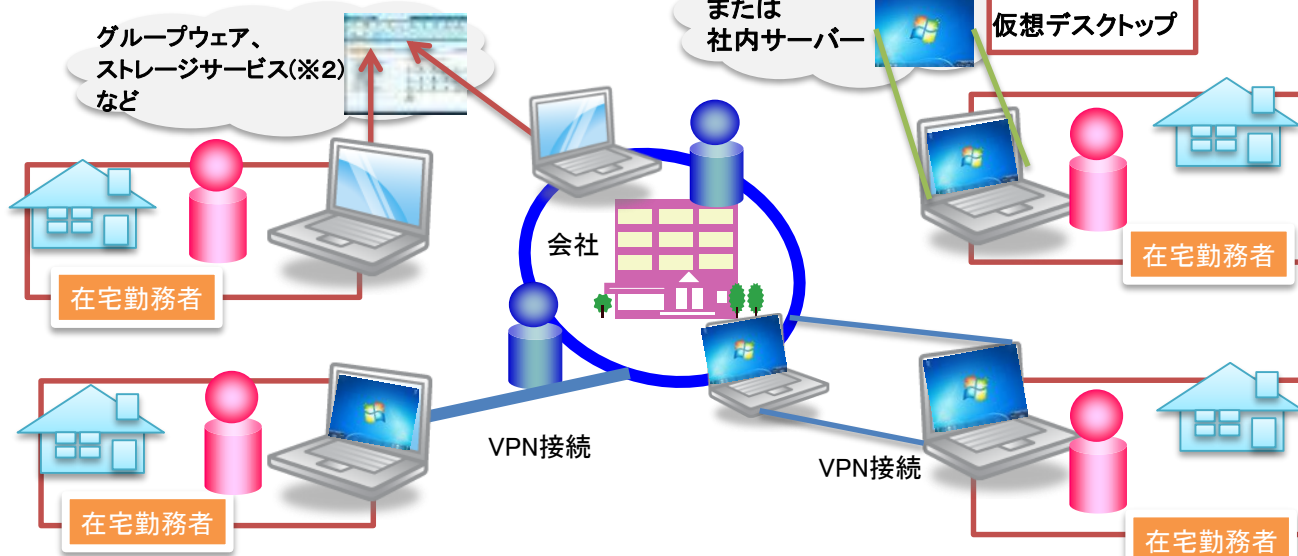 グループウェア、
ストレージサービス(※2)
など
または
社内サーバー
仮想デスクトップ
会社
在宅勤務者
在宅勤務者
VPN接続
VPN接続
在宅勤務者
在宅勤務者